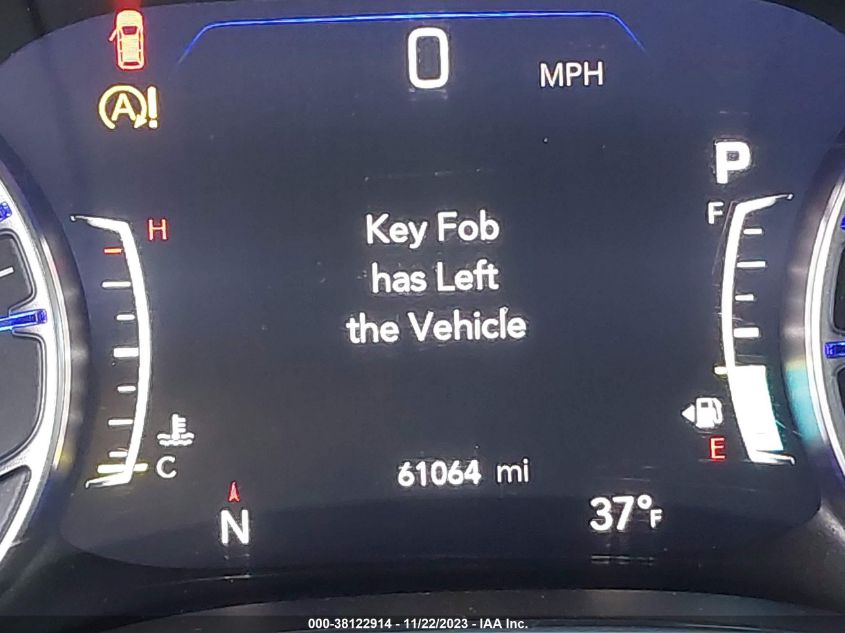 0
MPH
A!
P
H
F
Key Fob
has Left
the Vehicle
E
C
61064 mi
N
37°F
000-38122914 - 11/22/2023 - IAA Inc.